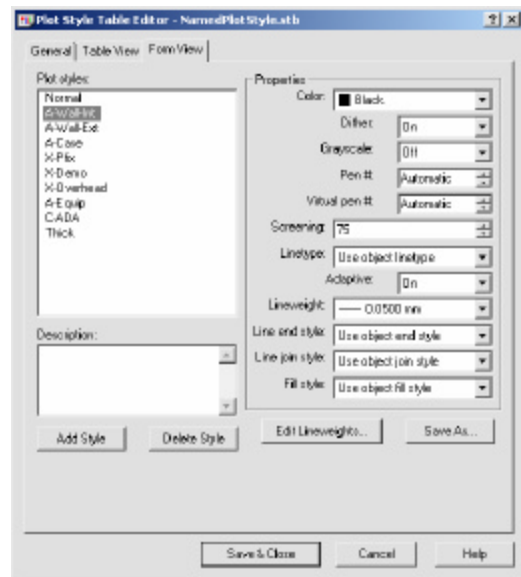 Plot Style Table Editor - NamedPlotStyle.stb
General Table View Form View
Plot styles:
Normal
A-Wall-Int
A-Wall-Ext
A-Case
X-Pfix
X-Demo
X-Overhead
A-Equip
C-ADA
Thick
Description:
Add Style
Delete Style
Properties
Color: Black
Dither: On
Grayscale: Off
Pen #: Automatic
Virtual pen #: Automatic
Screening: 75
Linetype: Use object linetype
Adaptive: On
Lineweight: 0.0500 mm
Line end style: Use object end style
Line join style: Use object join style
Fill style: Use object fill style
Edit Lineweights...
Save As...
Save & Close
Cancel
Help